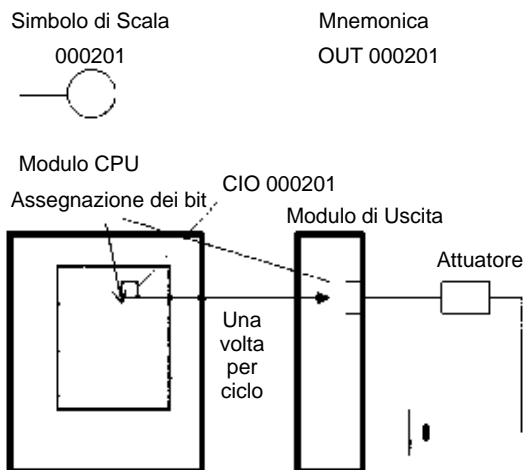 Simbolo di Scala
Mnemonica
000201
OUT 000201
Modulo CPU
Assegnazione dei bit
CIO 000201
Modulo di Uscita
Attuatore
Una
volta
per
ciclo